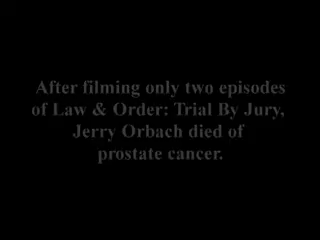 After filming only two episodes
of Law & Order: Trial By Jury,
Jerry Orbach died of
prostate cancer.